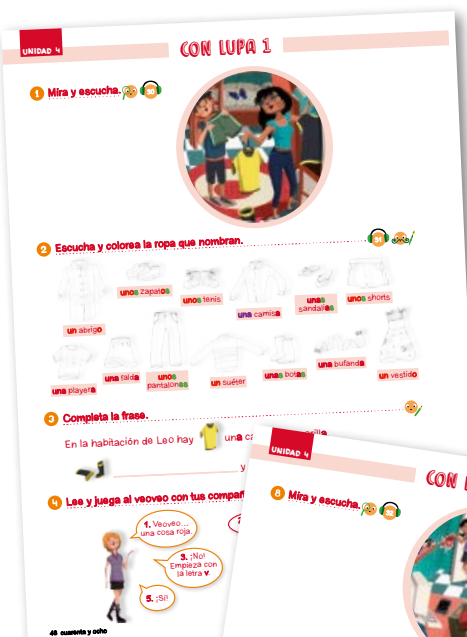 UNIDAD 4
CON LUPA 1
1 Mira y escucha.
30
2 Escucha y colorea la ropa que nombran.
31
unos zapatos
unos tenis
una camisa
unas sandalias
unos shorts
un abrigo
una playera
una falda
unos pantalones
un suéter
unas botas
una bufanda
un vestido
3 Completa la frase.
En la habitación de Leo hay una ca
y
4 Lee y juega al veoveo con tus compañ
1. Veoveo...
una cosa roja.
3. ¡No!
Empieza con
la letra v.
5. ¡Sí!
48 cuarenta y ocho
UNIDAD 4
CON L
8 Mira y escucha.